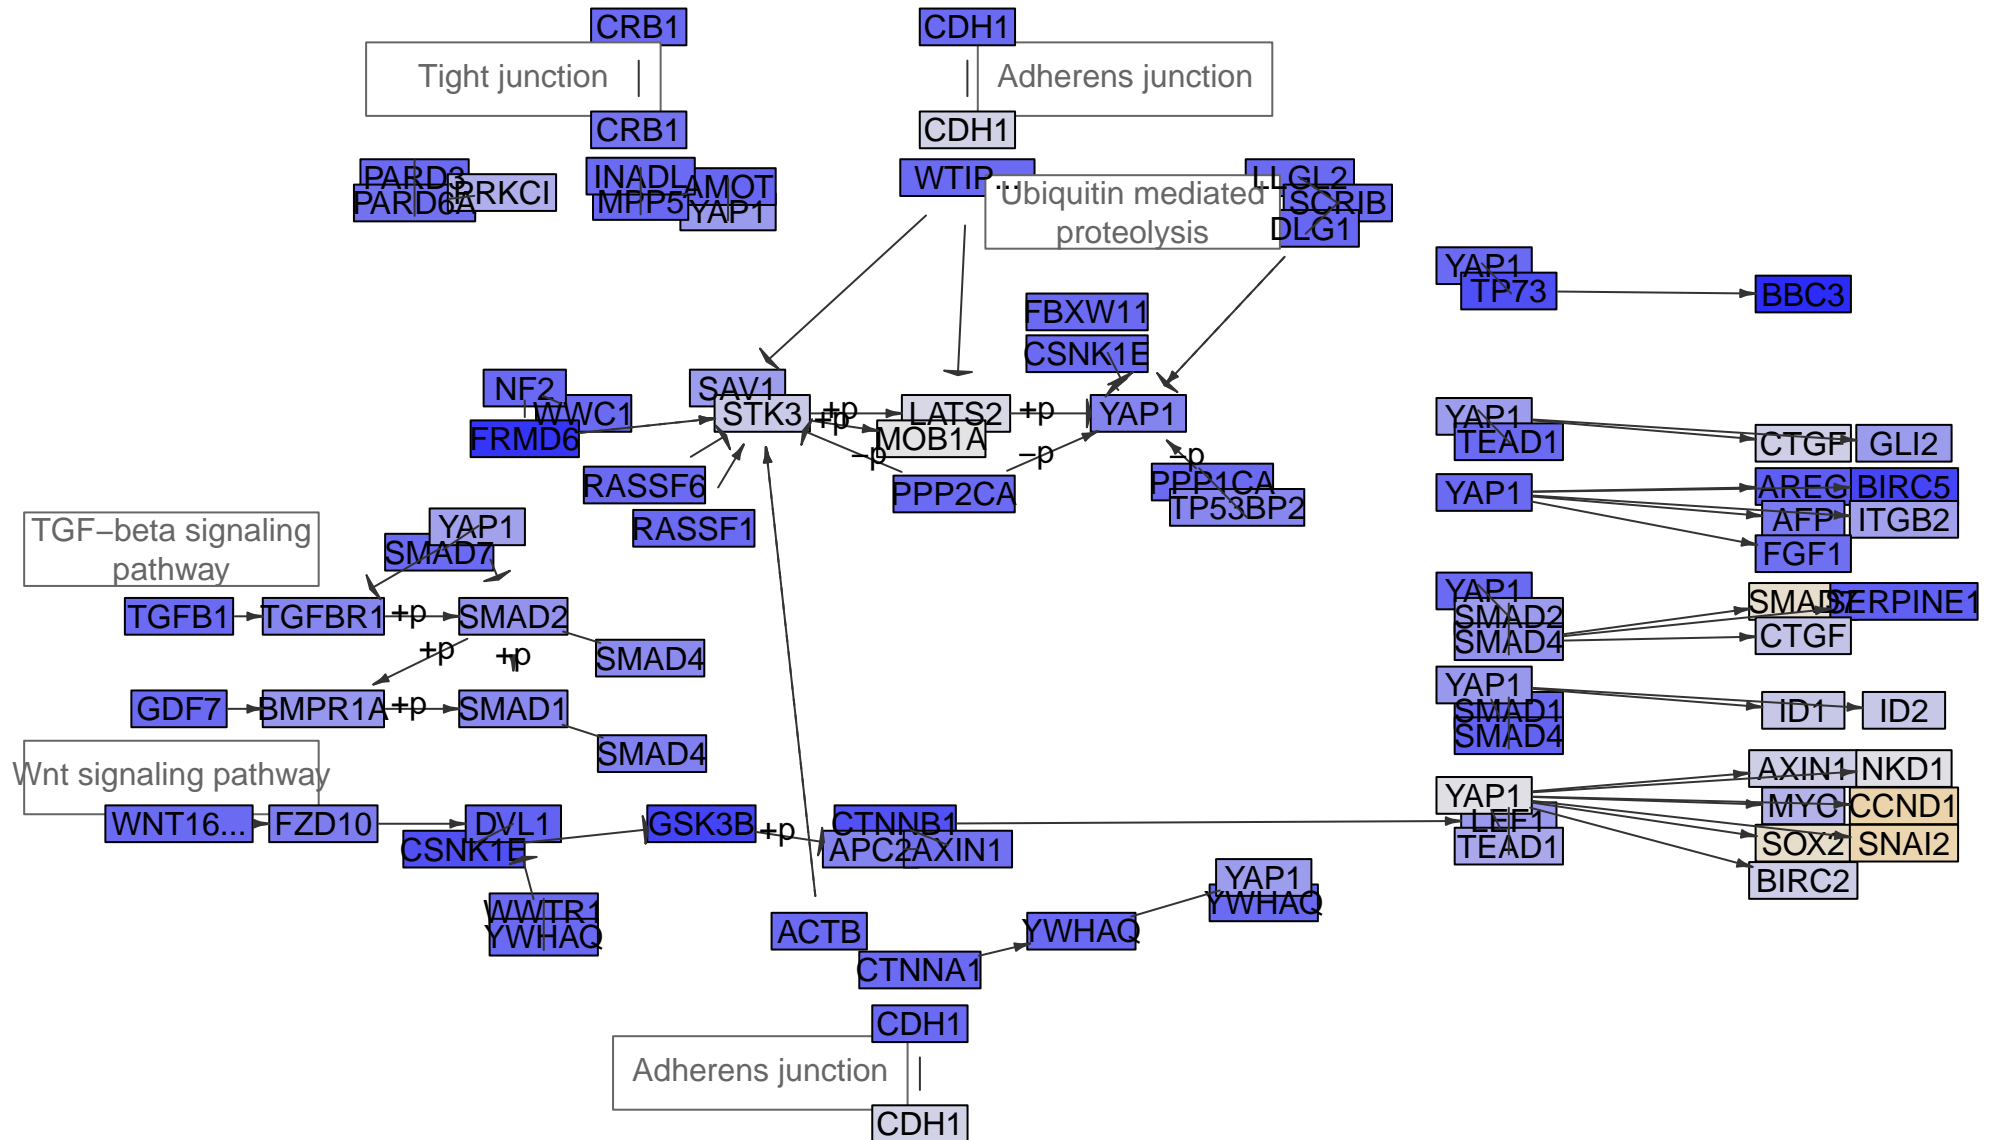 CRB1
CDH1
Tight junction
Adherens junction
CRB1
CDH1
PARD3
PRKCI
PARD6A
INADL
AMOT
MPP5
YAP1
WTIP...
LLGL2
Ubiquitin mediated
proteolysis
SCRIB
DLG1
YAP1
TP73
BBC3
FBXW11
CSNK1E
NF2
WWC1
FRMD6
SAV1
STK3
+p
+p
LATS2
MOB1A
+p
YAP1
−p
−p
−p
RASSF6
PPP2CA
PPP1CA
TP53BP2
RASSF1
YAP1
TEAD1
CTGF
GLI2
YAP1
AREG
BIRC5
AFP
ITGB2
FGF1
TGF−beta signaling
pathway
YAP1
SMAD7
TGFB1
TGFBR1
+p
SMAD2
+p
+p
SMAD4
YAP1
SMAD2
SMAD4
SMAD7
SERPINE1
CTGF
GDF7
BMPR1A
+p
SMAD1
SMAD4
YAP1
SMAD1
SMAD4
ID1
ID2
Wnt signaling pathway
WNT16...
FZD10
DVL1
CSNK1E
GSK3B
+p
CTNNB1
APC2
AXIN1
YAP1
LEF1
TEAD1
AXIN1
NKD1
MYC
CCND1
SOX2
SNAI2
BIRC2
WWTR1
YWHAQ
ACTB
CTNNA1
YWHAQ
YAP1
YWHAQ
CDH1
Adherens junction
CDH1